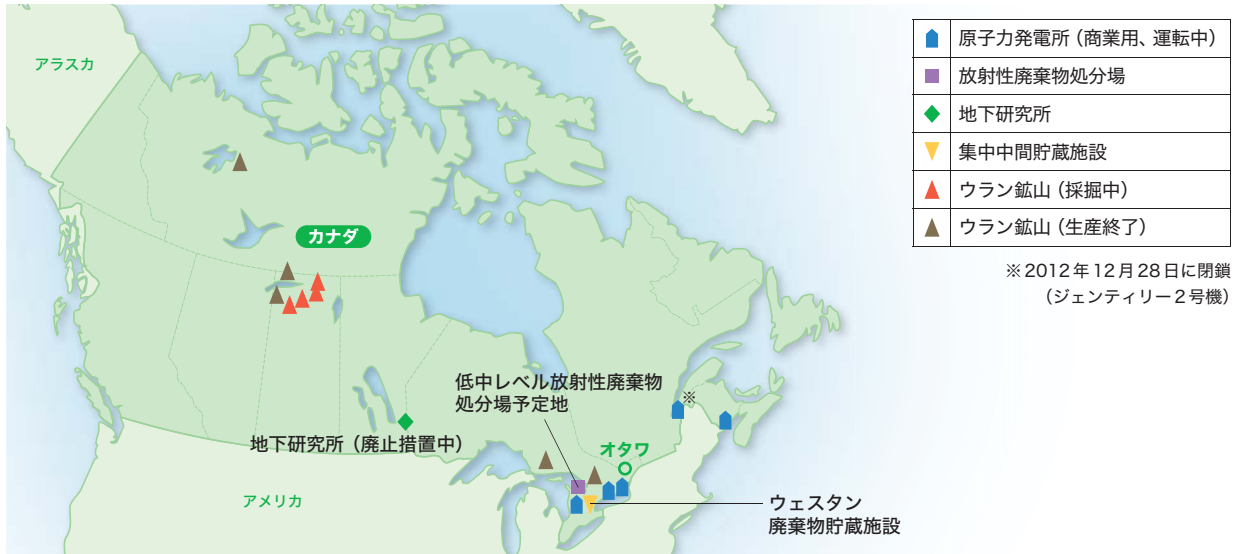 アラスカ
カナダ
低中レベル放射性廃棄物
処分場予定地
※
地下研究所（廃止措置中）
オタワ
アメリカ
ウェスタン
廃棄物貯蔵施設
原子力発電所（商業用、運転中）
放射性廃棄物処分場
地下研究所
集中中間貯蔵施設
ウラン鉱山（採掘中）
ウラン鉱山（生産終了）
※2012年12月28日に閉鎖
（ジェンティリー2号機）